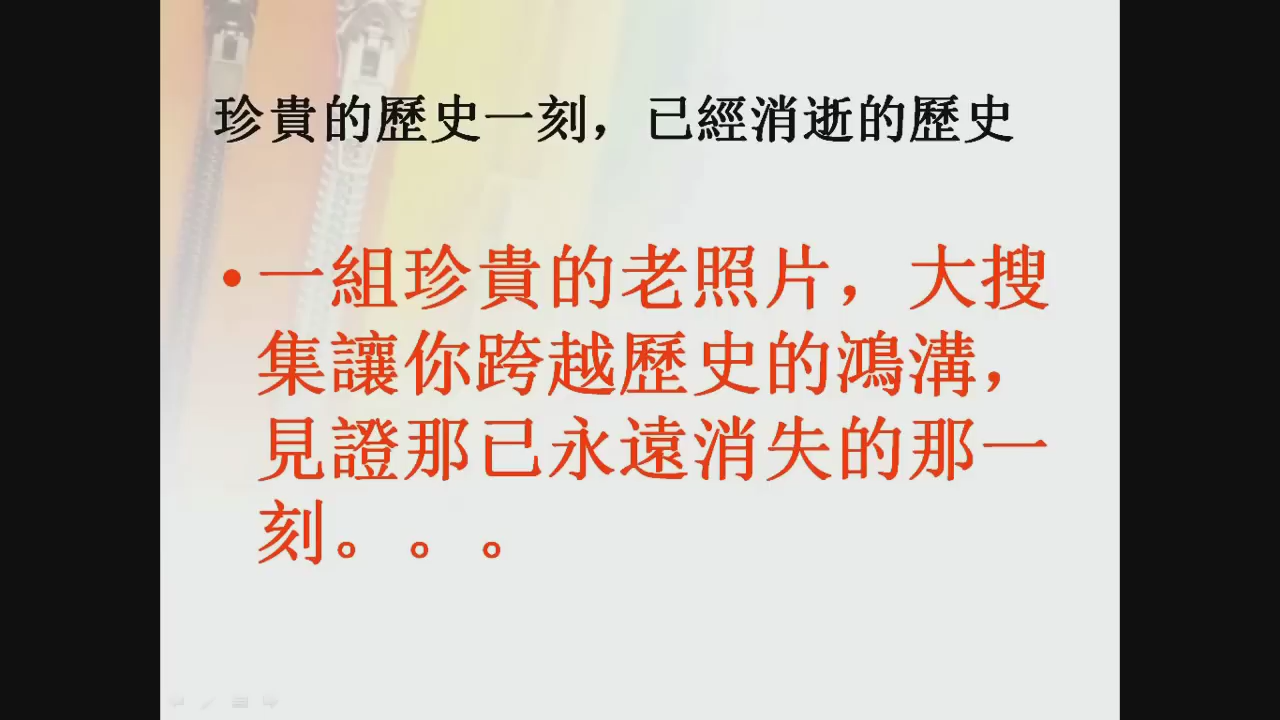 珍貴的歷史一刻，已經消逝的歷史
•一組珍貴的老照片，大搜
集讓你跨越歷史的鴻溝，
見證那已永遠消失的那一
刻。。。